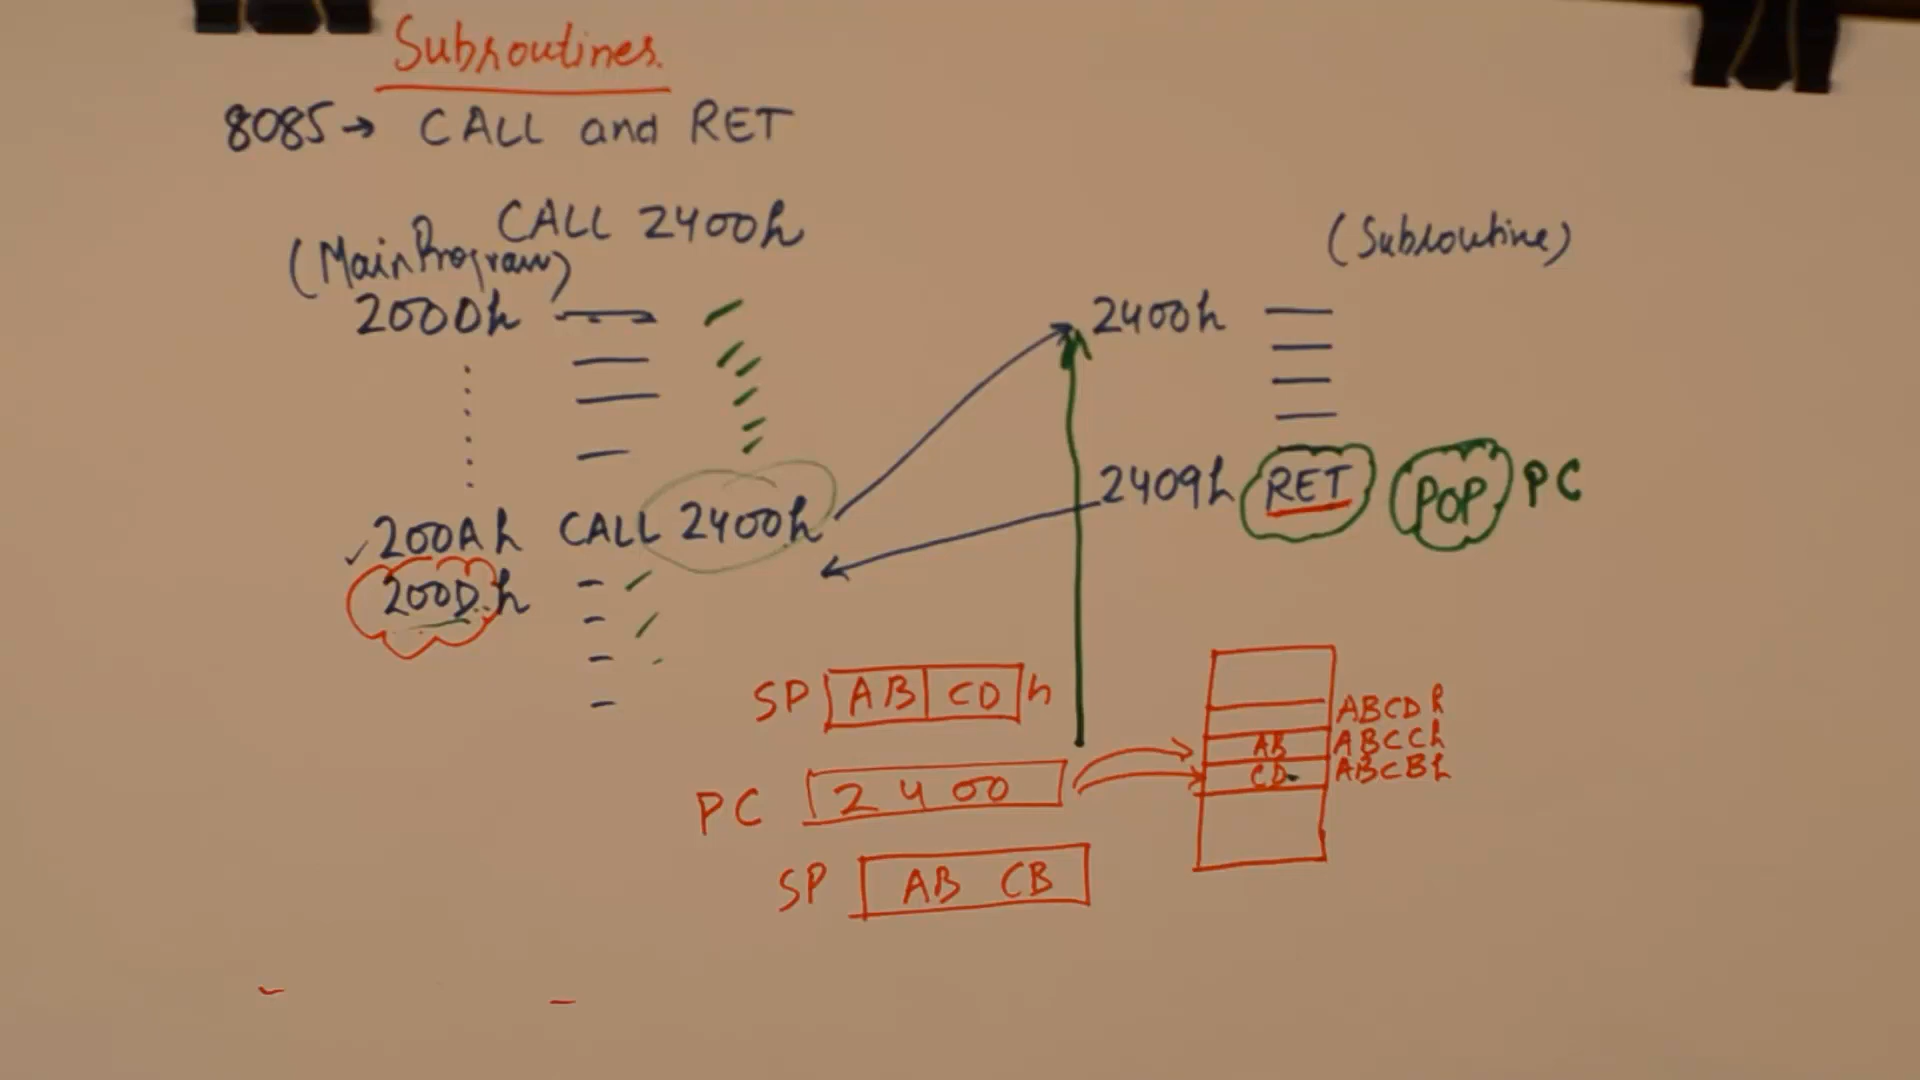 Subroutines.
8085 → CALL and RET
CALL 2400h
(Main Program)
(Subroutine)
2000h
2400h
2409h RET POP PC
200Ah CALL 2400h
200Dh
SP AB CD h
ABCDh
AB ABCCh
CD ABCBh
PC 2400
SP AB CB